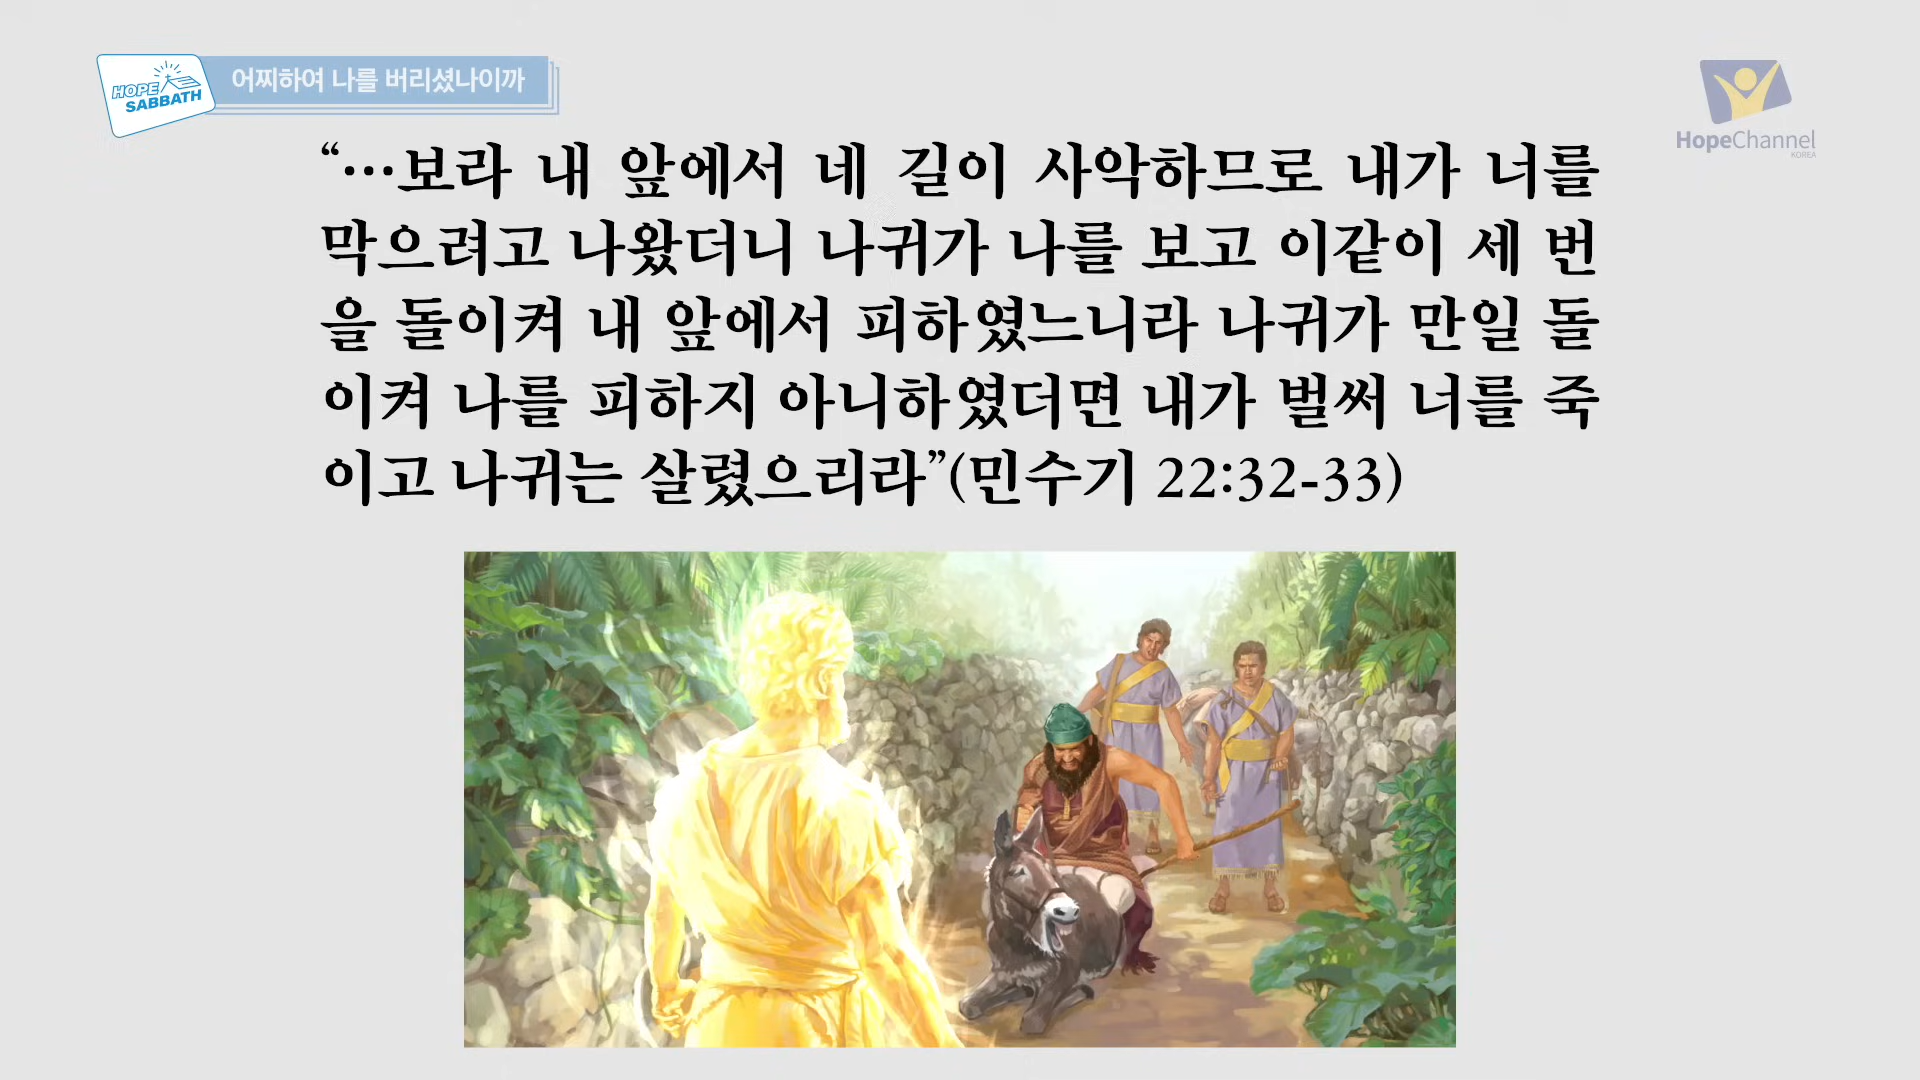 HOPE
SABBATH
어찌하여 나를 버리셨나이까
HopeChannel
KOREA
“…보라 내 앞에서 네 길이 사악하므로 내가 너를
막으려고 나왔더니 나귀가 나를 보고 이같이 세 번
을 돌이켜 내 앞에서 피하였느니라 나귀가 만일 돌
이켜 나를 피하지 아니하였더면 내가 벌써 너를 죽
이고 나귀는 살렸으리라”(민수기 22:32-33)